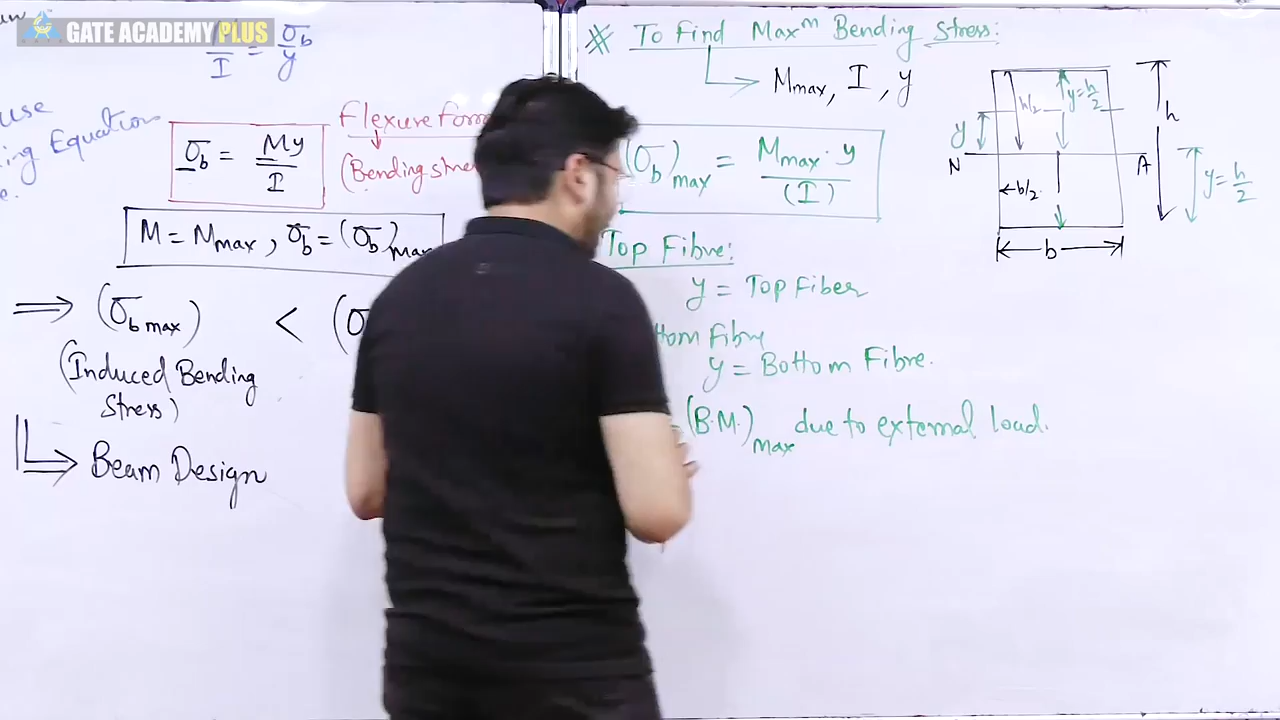 GATE ACADEMY PLUS
I = σb/y
use
Equation
σb = My/I
Flexure Form
(Bending stre
M = Mmax, σb = (σb)max
⇒ (σb max) < (σ
(Induced Bending
Stress)
Beam Design
※ To Find Maxᵐ Bending Stress:
Mmax, I, y
(σb)max = Mmax · y/(I)
Top Fibre:
y = Top Fiber
tom Fibre
y = Bottom Fibre.
= (B.M.)max due to external load.
h/2
y = h/2
h
y
N
A
b/2
y = h/2
b